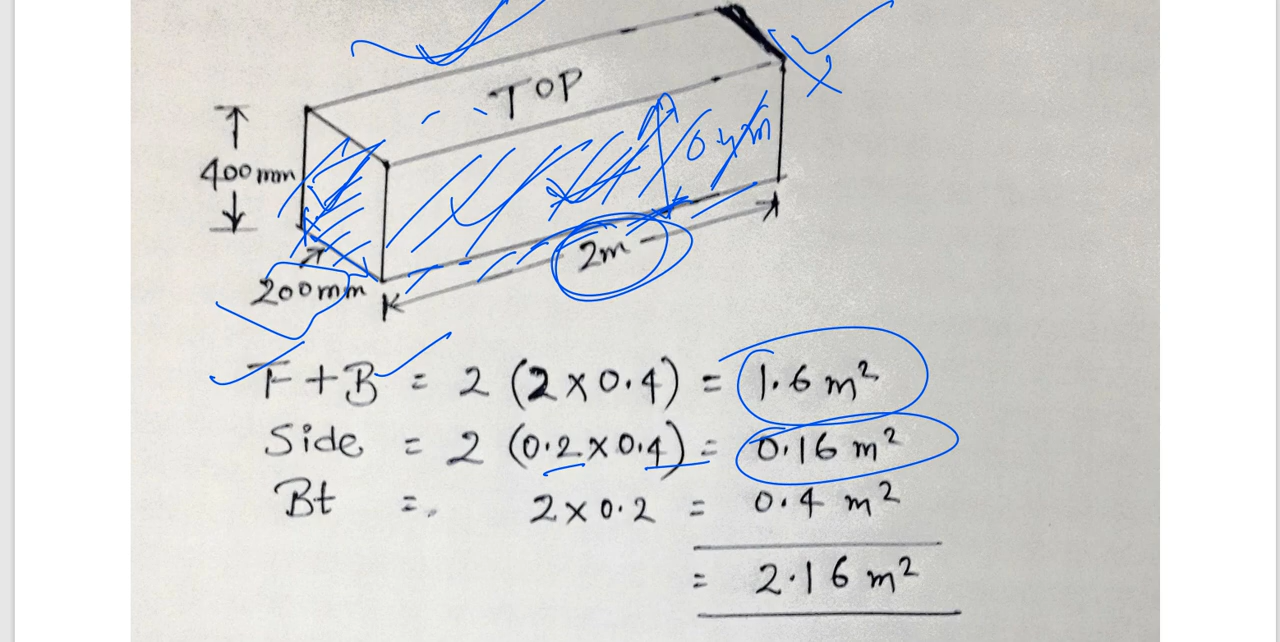 TOP
0.4m
400mm
2m
200mm
F+B = 2 (2 x 0.4) = 1.6 m²
Side = 2 (0.2 x 0.4) = 0.16 m²
Bt = 2 x 0.2 = 0.4 m²
= 2.16 m²